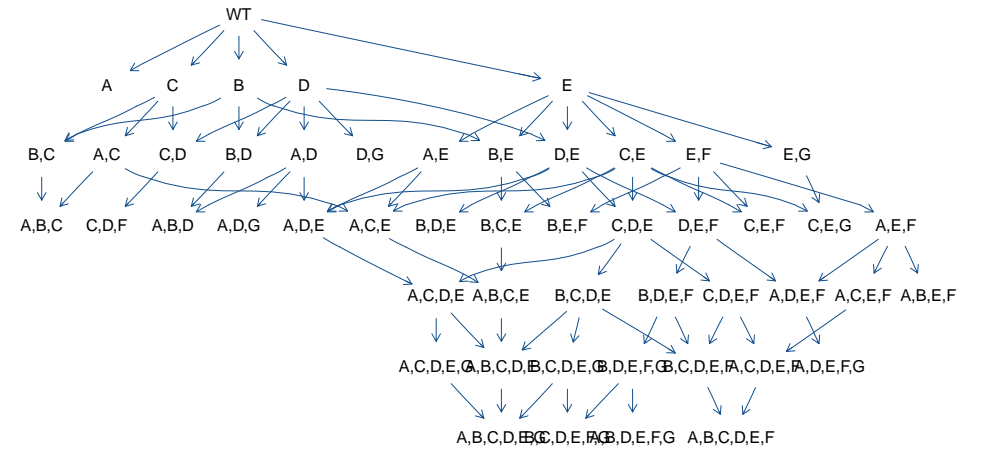 WT
A C B D E
B,C A,C C,D B,D A,D D,G A,E B,E D,E C,E E,F E,G
A,B,C C,D,F A,B,D A,D,G A,D,E A,C,E B,D,E B,C,E B,E,F C,D,E D,E,F C,E,F C,E,G A,E,F
A,C,D,E A,B,C,E B,C,D,E B,D,E,F C,D,E,F A,D,E,F A,C,E,F A,B,E,F
A,C,D,E,G A,B,C,D,E B,C,D,E,G B,D,E,F,G B,C,D,E,F A,C,D,E,F A,D,E,F,G
A,B,C,D,E,G B,C,D,E,F,G A,B,D,E,F,G A,B,C,D,E,F